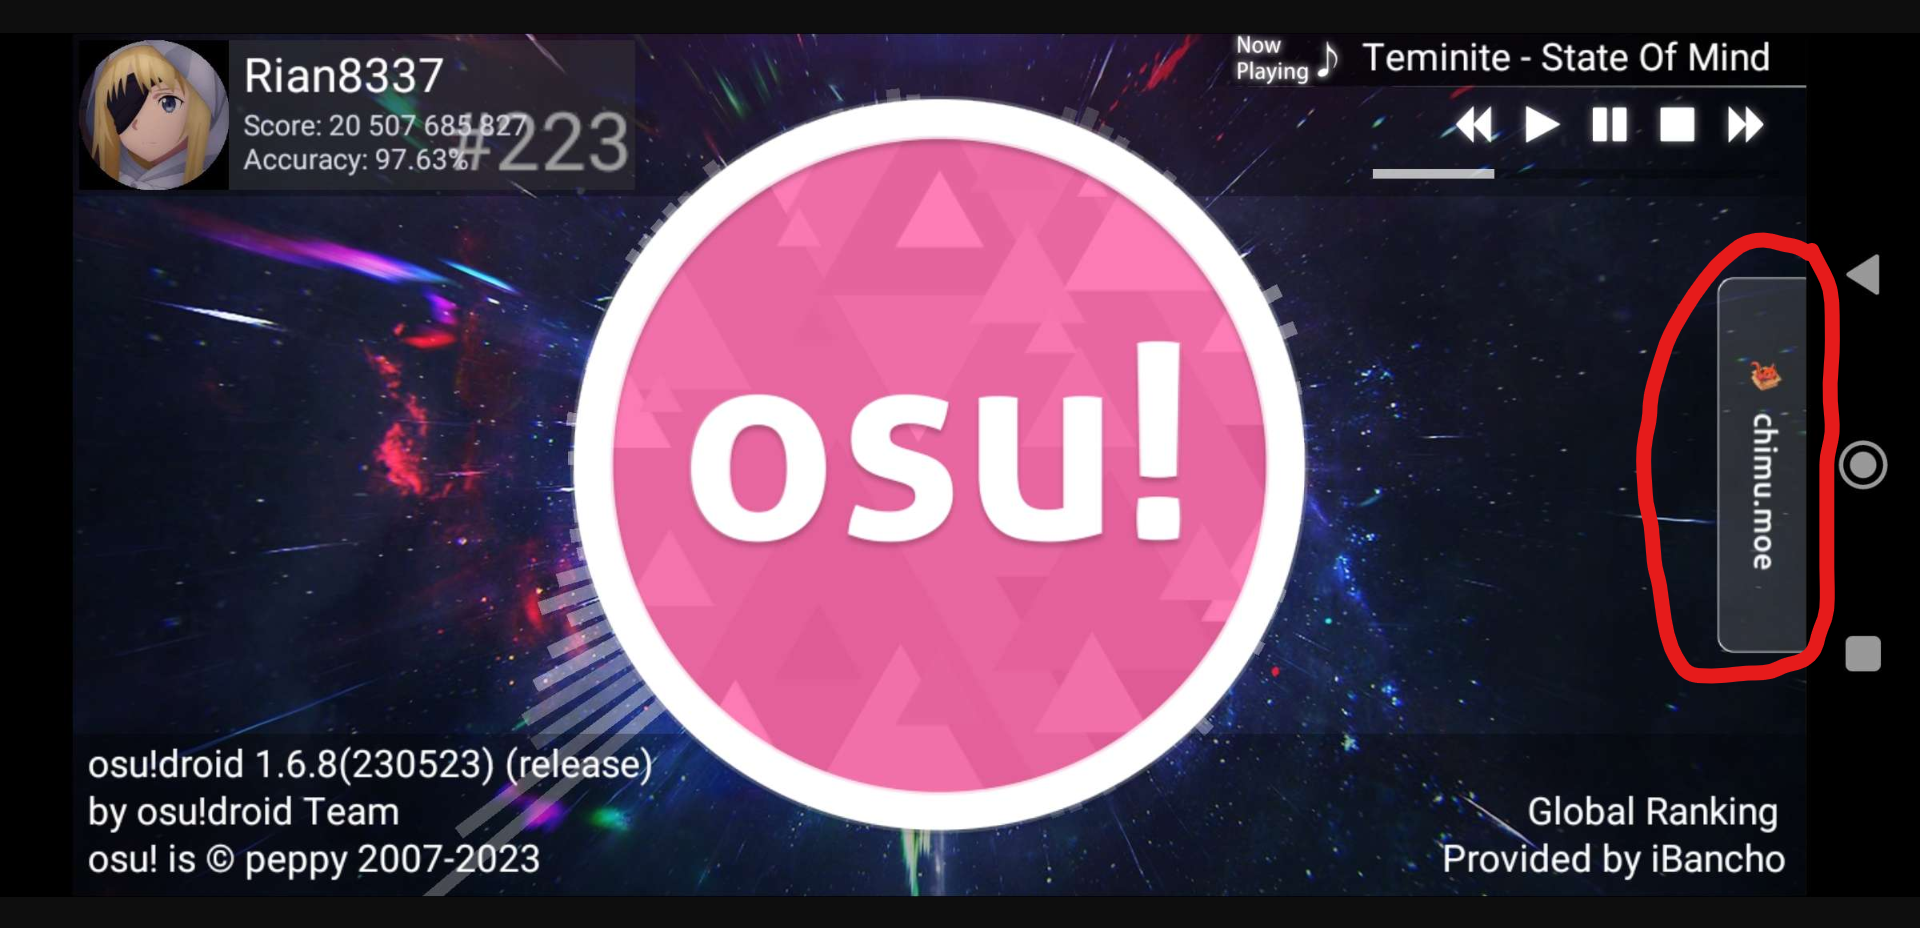 Rian8337
Score: 20 507 685 827
Accuracy: 97.63%
#223
Now
Playing
Teminite - State Of Mind
osu!
chimu.moe
osu!droid 1.6.8(230523) (release)
by osu!droid Team
osu! is © peppy 2007-2023
Global Ranking
Provided by iBancho